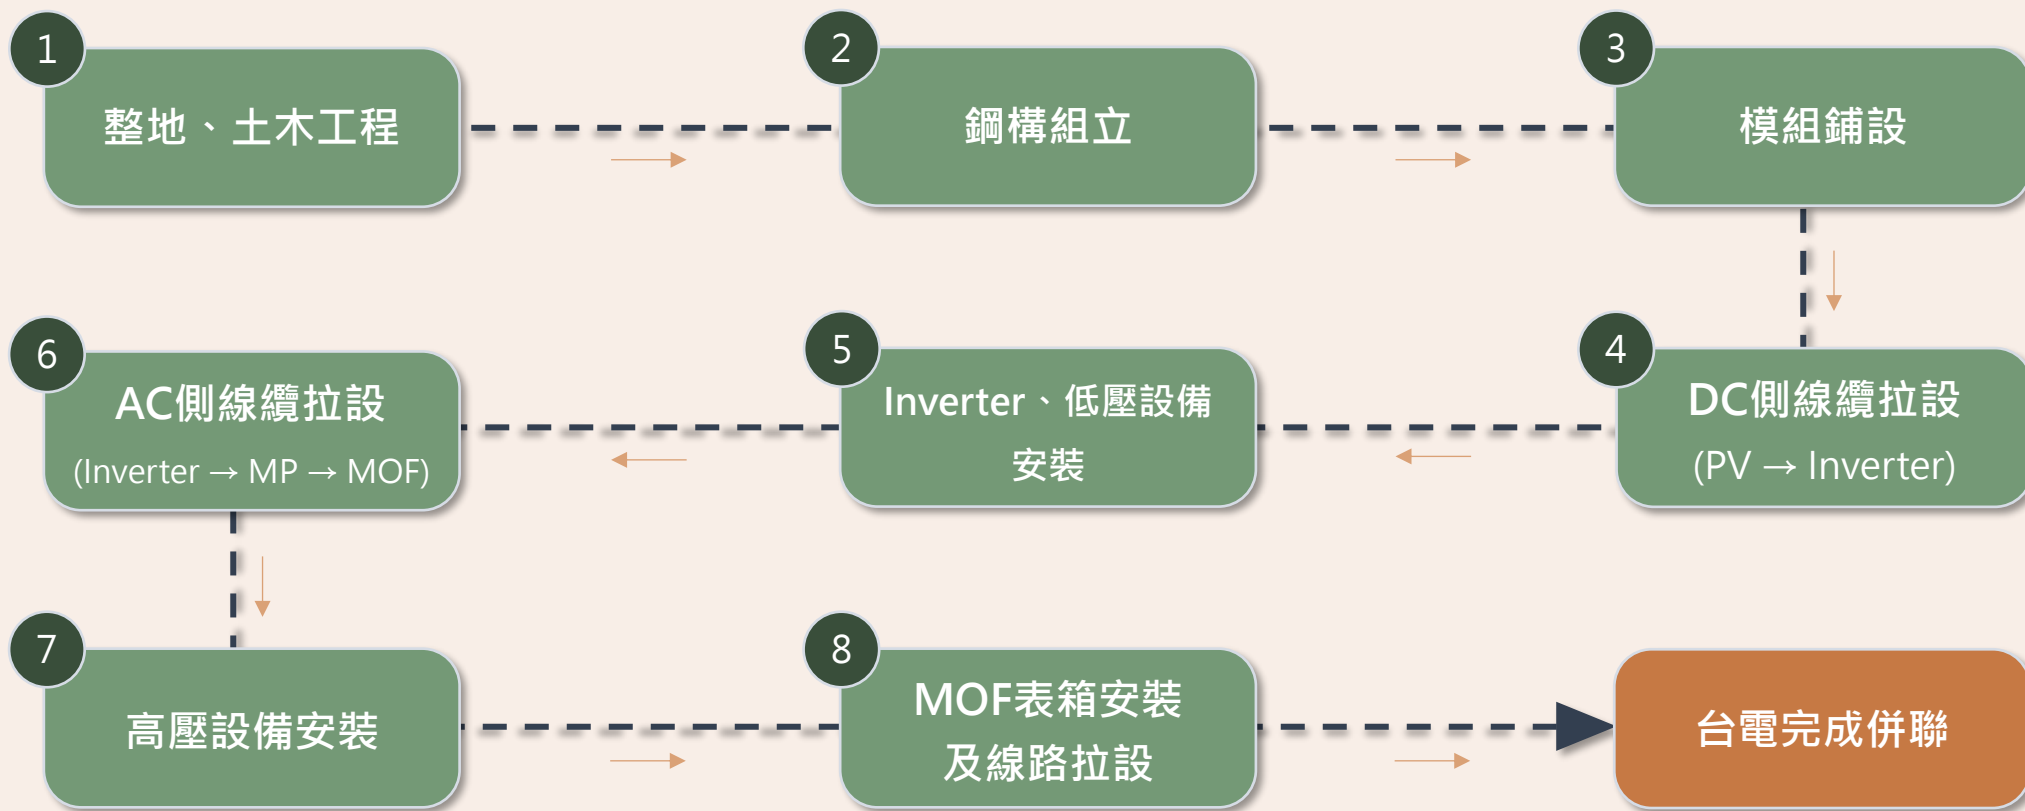 1
整地、土木工程
2
鋼構組立
3
模組鋪設
4
DC側線纜拉設
(PV → Inverter)
5
Inverter、低壓設備
安裝
6
AC側線纜拉設
(Inverter → MP → MOF)
7
高壓設備安裝
8
MOF表箱安裝
及線路拉設
台電完成併聯